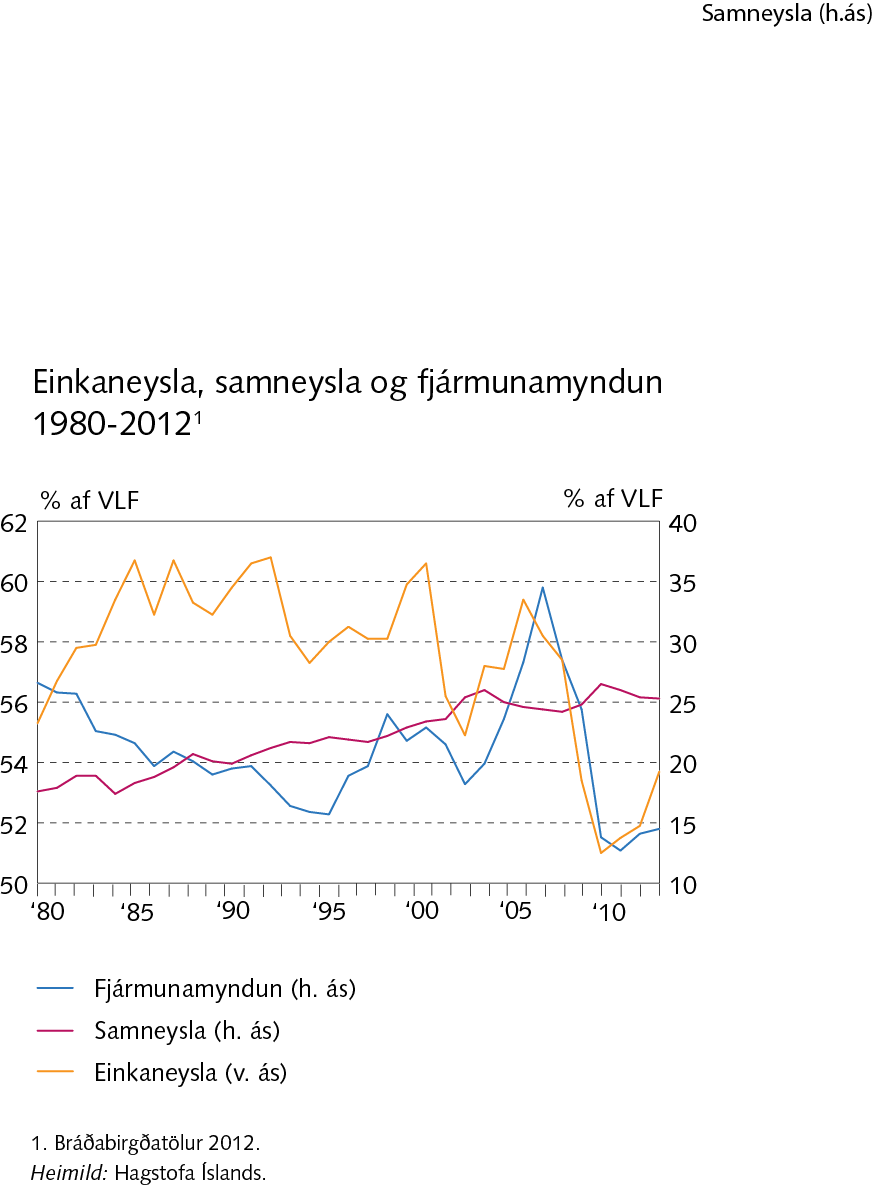 Samneysla (h.ás)
Einkaneysla, samneysla og fjármunamyndun
1980-2012¹
% af VLF % af VLF
62 40
60 35
58 30
56 25
54 20
52 15
50 10
‘80 ‘85 ‘90 ‘95 ‘00 ‘05 ‘10
Fjármunamyndun (h. ás)
Samneysla (h. ás)
Einkaneysla (v. ás)
1. Bráðabirgðatölur 2012.
Heimild: Hagstofa Íslands.